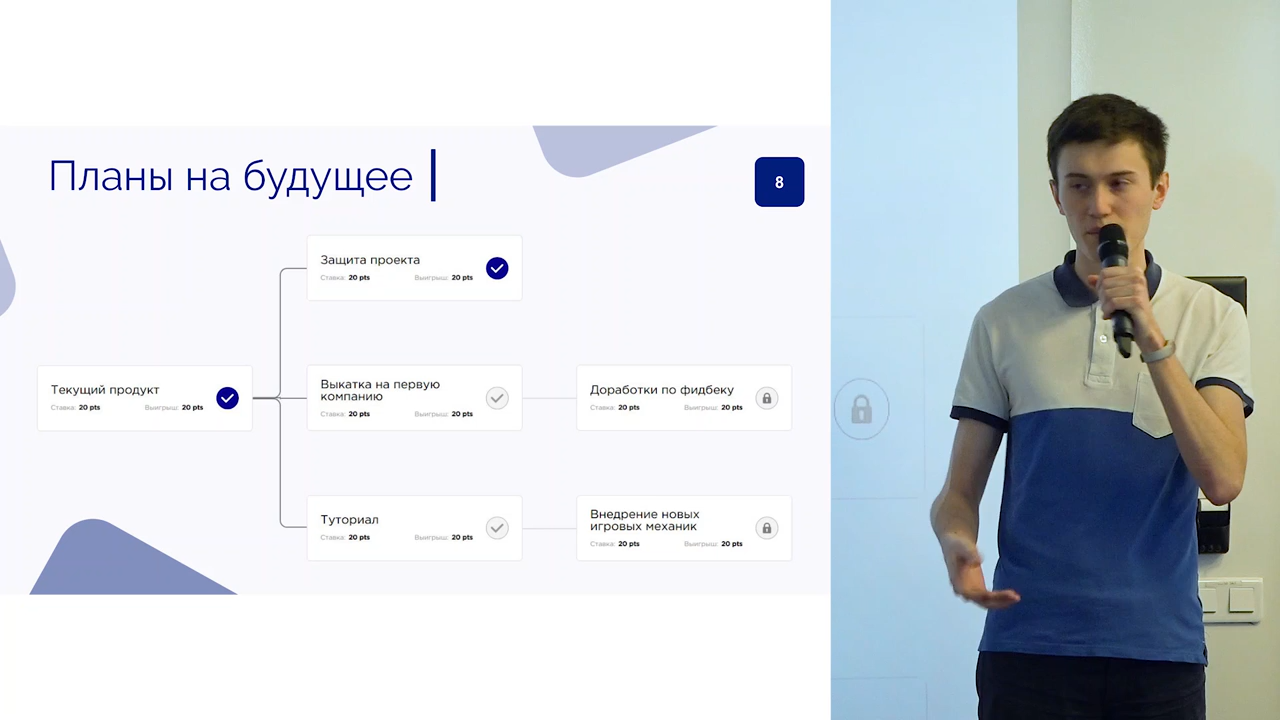 Планы на будущее
8
Защита проекта
Ставка: 20 pts Выигрыш: 20 pts
Текущий продукт
Ставка: 20 pts Выигрыш: 20 pts
Выкатка на первую
компанию
Ставка: 20 pts Выигрыш: 20 pts
Доработки по фидбеку
Ставка: 20 pts Выигрыш: 20 pts
Туториал
Ставка: 20 pts Выигрыш: 20 pts
Внедрение новых
игровых механик
Ставка: 20 pts Выигрыш: 20 pts